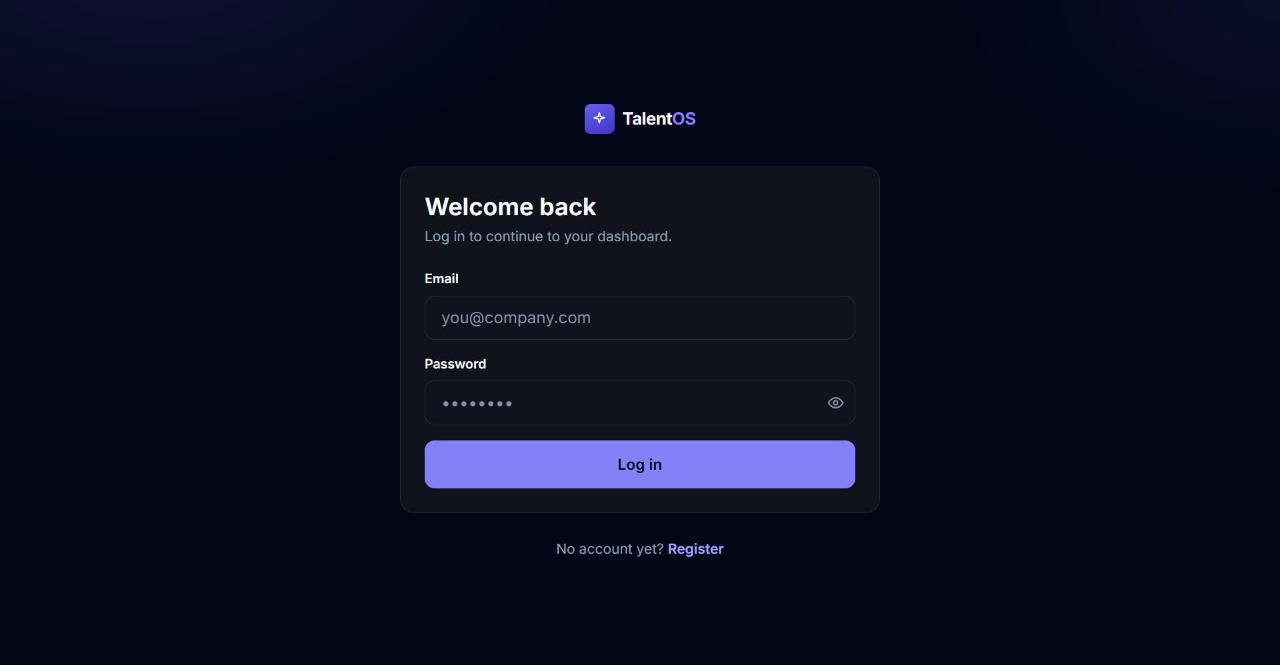 TalentOS
Welcome back
Log in to continue to your dashboard.
Email
you@company.com
Password
••••••••
Log in
No account yet? Register